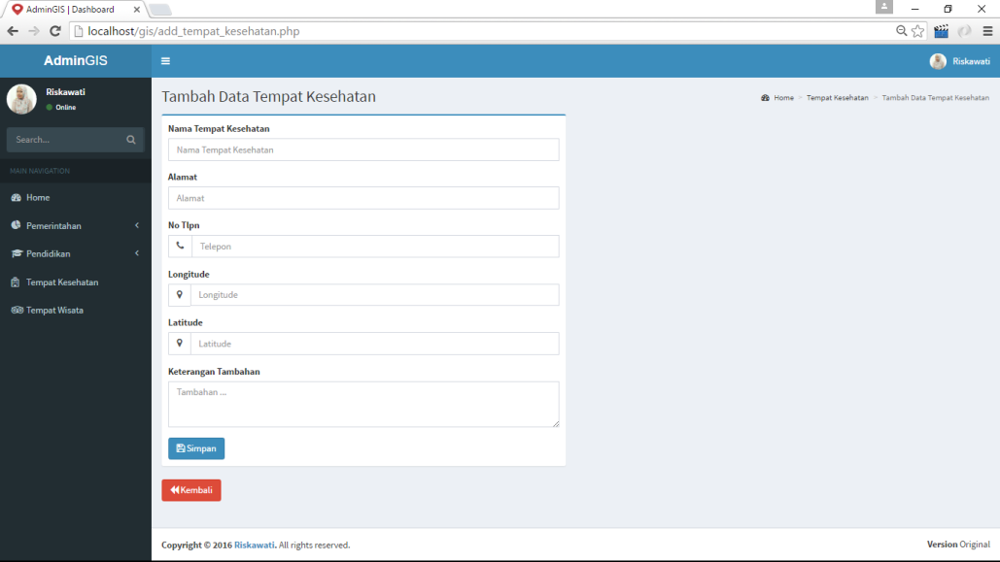 AdminGIS | Dashboard
localhost/gis/add_tempat_kesehatan.php
AdminGIS
Riskawati
Riskawati
Online
Search...
MAIN NAVIGATION
Home
Pemerintahan
Pendidikan
Tempat Kesehatan
Tempat Wisata
Tambah Data Tempat Kesehatan
Home > Tempat Kesehatan > Tambah Data Tempat Kesehatan
Nama Tempat Kesehatan
Nama Tempat Kesehatan
Alamat
Alamat
No Tlpn
Telepon
Longitude
Longitude
Latitude
Latitude
Keterangan Tambahan
Tambahan ...
Simpan
Kembali
Copyright © 2016 Riskawati. All rights reserved.
Version Original